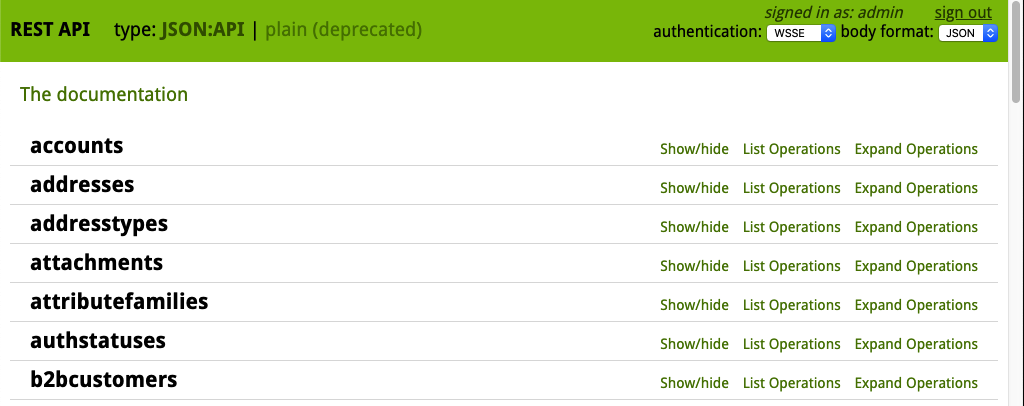 signed in as: admin sign out
REST API type: JSON:API | plain (deprecated) authentication: WSSE body format: JSON
The documentation
accounts Show/hide List Operations Expand Operations
addresses Show/hide List Operations Expand Operations
addresstypes Show/hide List Operations Expand Operations
attachments Show/hide List Operations Expand Operations
attributefamilies Show/hide List Operations Expand Operations
authstatuses Show/hide List Operations Expand Operations
b2bcustomers Show/hide List Operations Expand Operations